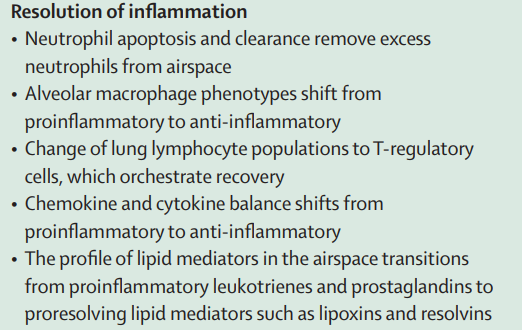 Resolution of inflammation
• Neutrophil apoptosis and clearance remove excess
neutrophils from airspace
• Alveolar macrophage phenotypes shift from
proinflammatory to anti-inflammatory
• Change of lung lymphocyte populations to T-regulatory
cells, which orchestrate recovery
• Chemokine and cytokine balance shifts from
proinflammatory to anti-inflammatory
• The profile of lipid mediators in the airspace transitions
from proinflammatory leukotrienes and prostaglandins to
proresolving lipid mediators such as lipoxins and resolvins